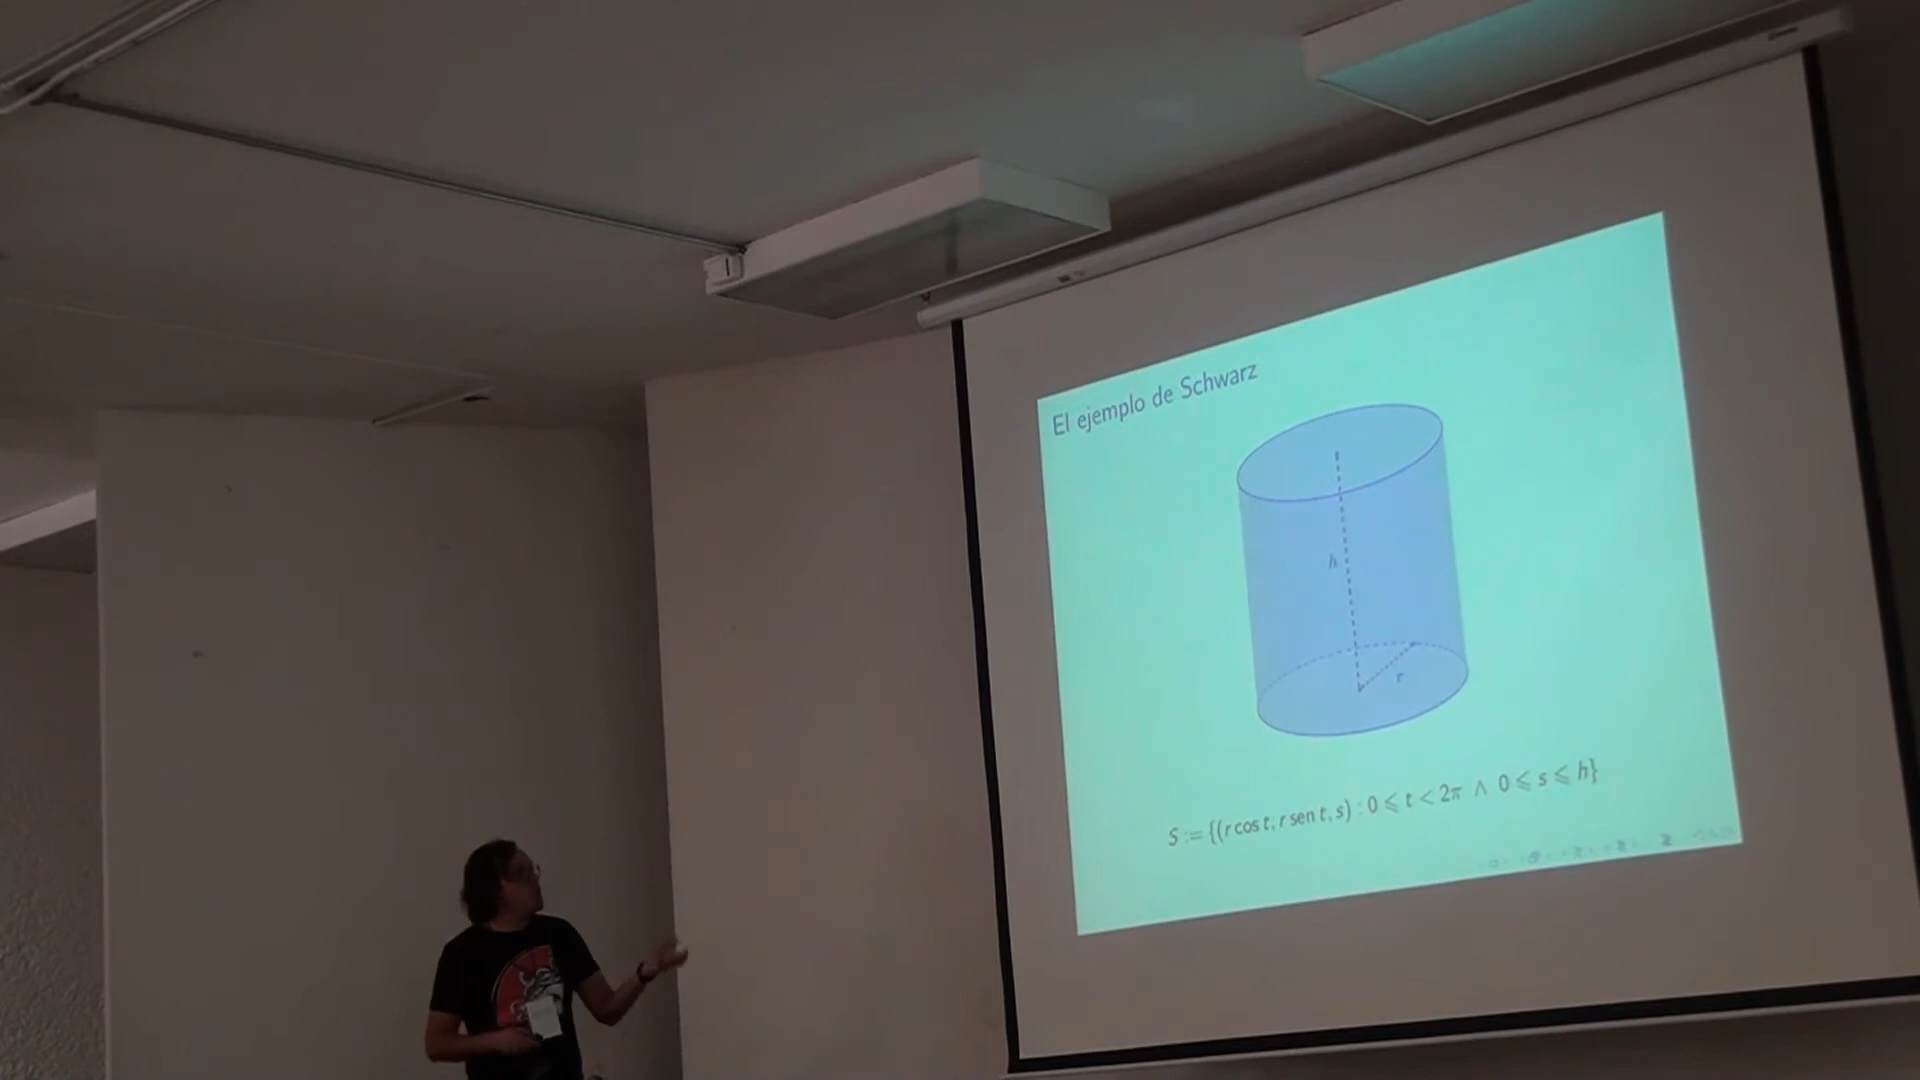 El ejemplo de Schwarz
h
r
S := {(r cos t, r sen t, s) : 0 ⩽ t < 2π ∧ 0 ⩽ s ⩽ h}